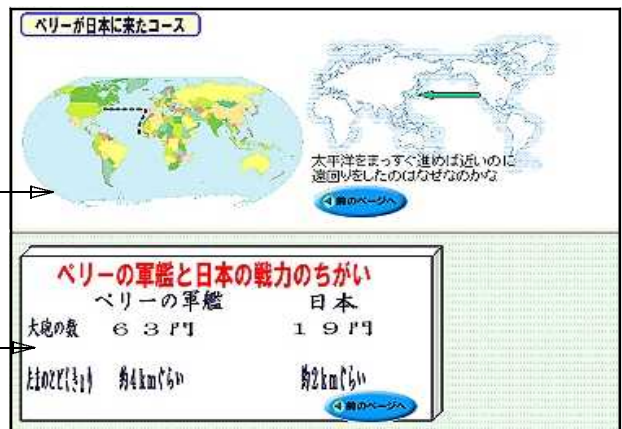 ペリーが日本に来たコース
太平洋をまっすぐ進めば近いのに
遠回りをしたのはなぜなのかな
前のページへ
ペリーの軍艦と日本の戦力のちがい
ペリーの軍艦 日本
大砲の数 63門 19門
たまのとどくきょり 約4kmぐらい 約2kmぐらい
前のページへ